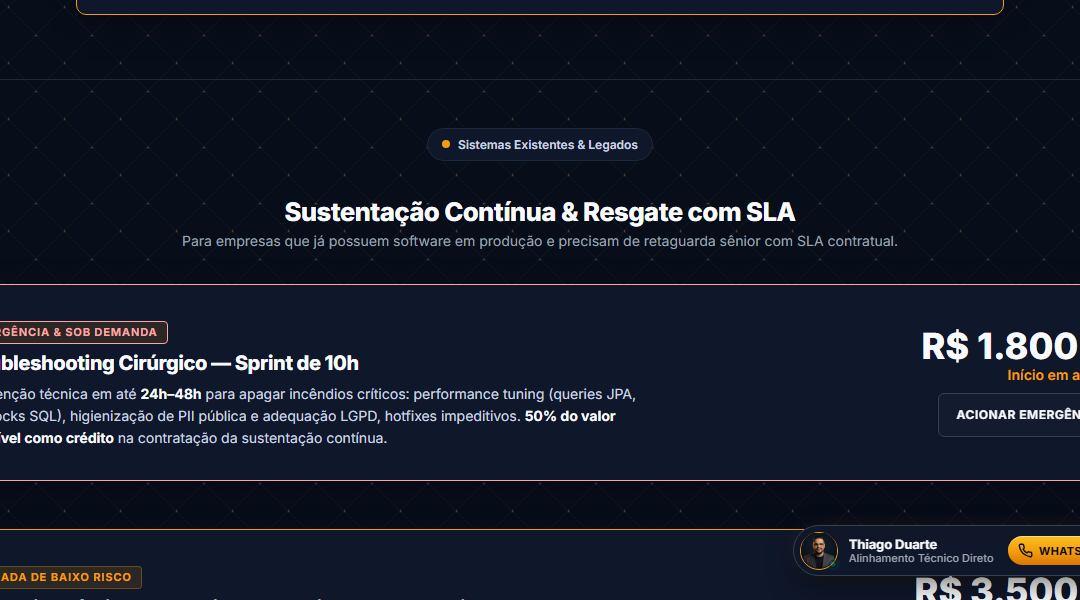 Sistemas Existentes & Legados
Sustentação Contínua & Resgate com SLA
Para empresas que já possuem software em produção e precisam de retaguarda sênior com SLA contratual.
RGÊNCIA & SOB DEMANDA
bleshooting Cirúrgico — Sprint de 10h
enção técnica em até 24h–48h para apagar incêndios críticos: performance tuning (queries JPA,
ocks SQL), higienização de PII pública e adequação LGPD, hotfixes impeditivos. 50% do valor
ível como crédito na contratação da sustentação contínua.
R$ 1.800
Início em a
ACIONAR EMERGÊN
ADA DE BAIXO RISCO
Thiago Duarte
Alinhamento Técnico Direto
WHATS
R$ 3.500